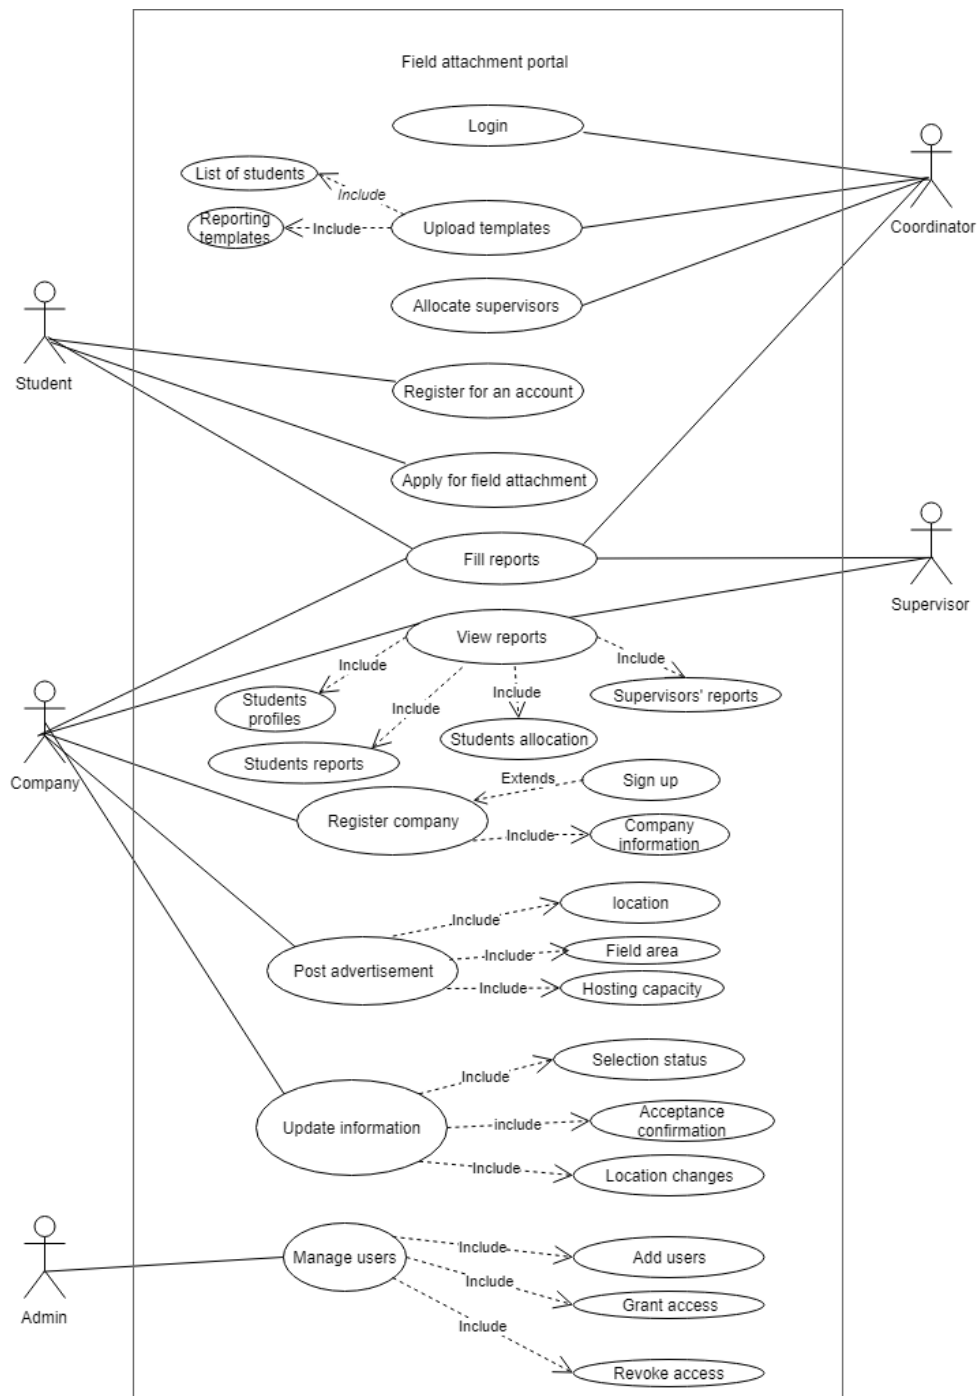 Field attachment portal
Login
List of students
Include
Reporting
templates
Include
Upload templates
Coordinator
Allocate supervisors
Student
Register for an account
Apply for field attachment
Fill reports
Supervisor
View reports
Include
Include
Students
profiles
Include
Include
Supervisors' reports
Students allocation
Students reports
Company
Extends
Sign up
Register company
Include
Company
information
location
Include
Post advertisement
Include
Field area
Include
Hosting capacity
Selection status
Include
Update information
include
Acceptance
confirmation
Include
Location changes
Manage users
Include
Add users
Include
Grant access
Admin
Include
Revoke access